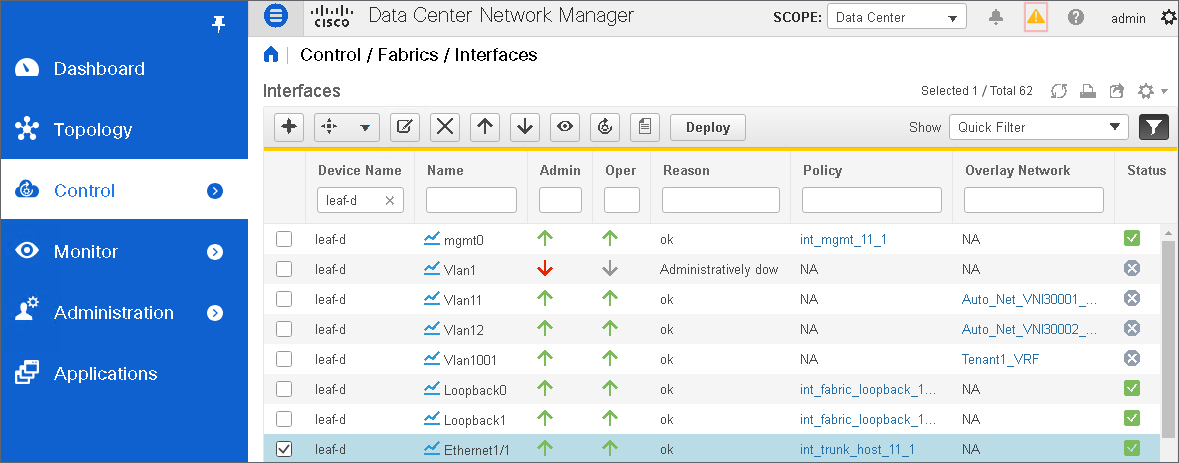 cisco Data Center Network Manager SCOPE: Data Center admin
Dashboard
Topology
Control
Monitor
Administration
Applications
Control / Fabrics / Interfaces
Interfaces Selected 1 / Total 62
Deploy Show Quick Filter
Device Name Name Admin Oper Reason Policy Overlay Network Status
leaf-d
leaf-d mgmt0 ok int_mgmt_11_1 NA
leaf-d Vlan1 Administratively dow NA NA
leaf-d Vlan11 ok NA Auto_Net_VNI30001_...
leaf-d Vlan12 ok NA Auto_Net_VNI30002_...
leaf-d Vlan1001 ok NA Tenant1_VRF
leaf-d Loopback0 ok int_fabric_loopback_1... NA
leaf-d Loopback1 ok int_fabric_loopback_1... NA
leaf-d Ethernet1/1 ok int_trunk_host_11_1 NA